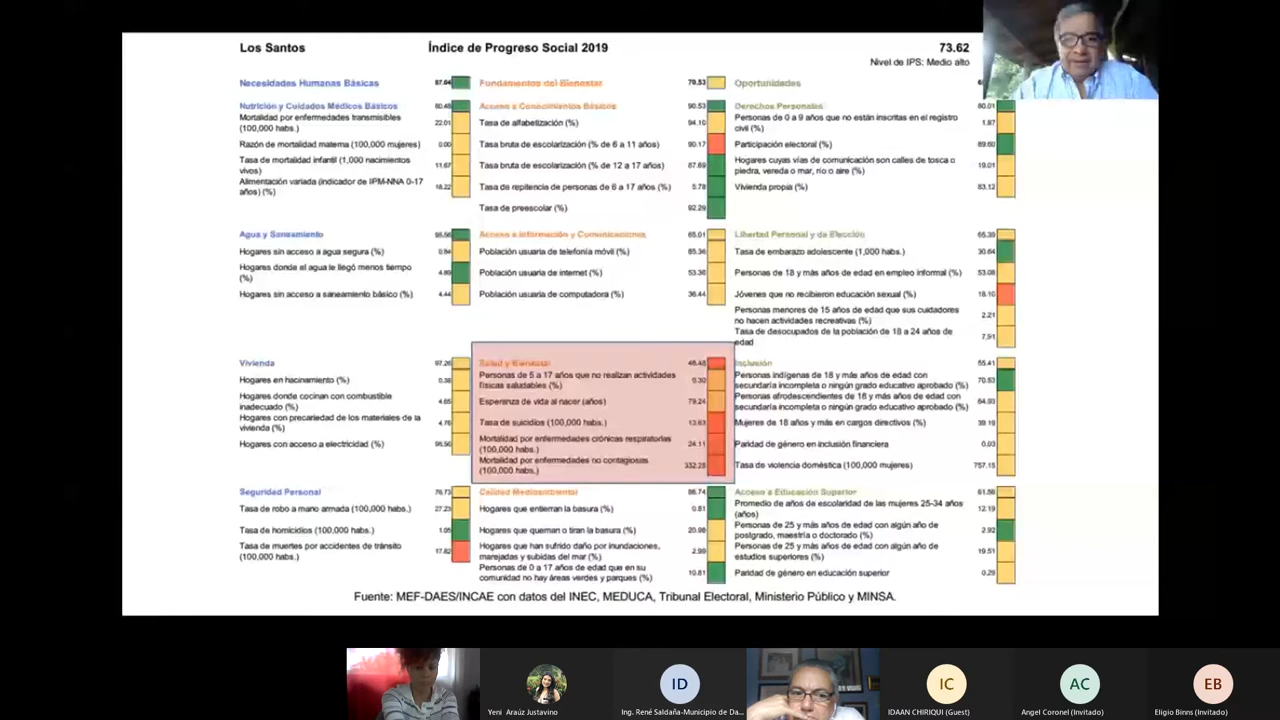 Los Santos
Índice de Progreso Social 2019
73.62
Nivel de IPS: Medio alto
Necesidades Humanas Básicas
87.64
Nutrición y Cuidados Médicos Básicos
Mortalidad por enfermedades transmisibles
(100,000 habs.)
22.01
Razón de mortalidad materna (100,000 mujeres)
0.00
Tasa de mortalidad infantil (1,000 nacimientos
vivos)
11.67
Alimentación variada (indicador de IPM-NNA 0-17
años) (%)
18.22
Agua y Saneamiento
Hogares sin acceso a agua segura (%)
0.84
Hogares donde el agua le llegó menos tiempo
(%)
4.89
Hogares sin acceso a saneamiento básico (%)
4.44
Vivienda
97.26
Hogares en hacinamiento (%)
0.38
Hogares donde cocinan con combustible
inadecuado (%)
4.65
Hogares con precariedad de los materiales de la
vivienda (%)
4.76
Hogares con acceso a electricidad (%)
Seguridad Personal
76.73
Tasa de robo a mano armada (100,000 habs.)
27.23
Tasa de homicidios (100,000 habs.)
1.05
Tasa de muertes por accidentes de tránsito
(100,000 habs.)
17.82
Fundamentos del Bienestar
70.53
Acceso a Conocimientos Básicos
90.53
Tasa de alfabetización (%)
94.10
Tasa bruta de escolarización (% de 6 a 11 años)
90.17
Tasa bruta de escolarización (% de 12 a 17 años)
87.69
Tasa de repitencia de personas de 6 a 17 años (%)
5.78
Tasa de preescolar (%)
92.29
Acceso a Información y Comunicaciones
65.01
Población usuaria de telefonía móvil (%)
85.36
Población usuaria de internet (%)
53.36
Población usuaria de computadora (%)
36.44
Salud y Bienestar
Personas de 5 a 17 años que no realizan actividades
físicas saludables (%)
0.30
Esperanza de vida al nacer (años)
79.24
Tasa de suicidios (100,000 habs.)
13.63
Mortalidad por enfermedades crónicas respiratorias
(100,000 habs.)
24.11
Mortalidad por enfermedades no contagiosas
(100,000 habs.)
332.28
Calidad Medioambiental
86.74
Hogares que entierran la basura (%)
0.81
Hogares que queman o tiran la basura (%)
20.98
Hogares que han sufrido daño por inundaciones,
marejadas y subidas del mar (%)
2.99
Personas de 0 a 17 años de edad que en su
comunidad no hay áreas verdes y parques (%)
10.81
Oportunidades
Derechos Personales
80.01
Personas de 0 a 9 años que no están inscritas en el registro
civil (%)
1.87
Participación electoral (%)
89.60
Hogares cuyas vías de comunicación son calles de tosca o
piedra, vereda o mar, río o aire (%)
19.01
Vivienda propia (%)
83.12
Libertad Personal y de Elección
65.39
Tasa de embarazo adolescente (1,000 habs.)
30.64
Personas de 18 y más años de edad en empleo informal (%)
53.08
Jóvenes que no recibieron educación sexual (%)
18.10
Personas menores de 15 años de edad que sus cuidadores
no hacen actividades recreativas (%)
2.21
Tasa de desocupados de la población de 18 a 24 años de
edad
7.91
Inclusión
55.41
Personas indígenas de 18 y más años de edad con
secundaria incompleta o ningún grado educativo aprobado (%)
70.83
Personas afrodescendientes de 18 y más años de edad con
secundaria incompleta o ningún grado educativo aprobado (%)
64.93
Mujeres de 18 años y más en cargos directivos (%)
39.19
Paridad de género en inclusión financiera
0.03
Tasa de violencia doméstica (100,000 mujeres)
757.15
Acceso a Educación Superior
61.56
Promedio de años de escolaridad de las mujeres 25-34 años
(años)
12.19
Personas de 25 y más años de edad con algún año de
postgrado, maestría o doctorado (%)
2.92
Personas de 25 y más años de edad con algún año de
estudios superiores (%)
19.51
Paridad de género en educación superior
0.29
Fuente: MEF-DAES/INCAE con datos del INEC, MEDUCA, Tribunal Electoral, Ministerio Público y MINSA.
ID
IC
AC
EB
Yeni Araúz Justavino
Ing. René Saldaña-Municipio de Da...
IDAAN CHIRIQUI (Guest)
Angel Coronel (Invitado)
Eligio Binns (Invitado)